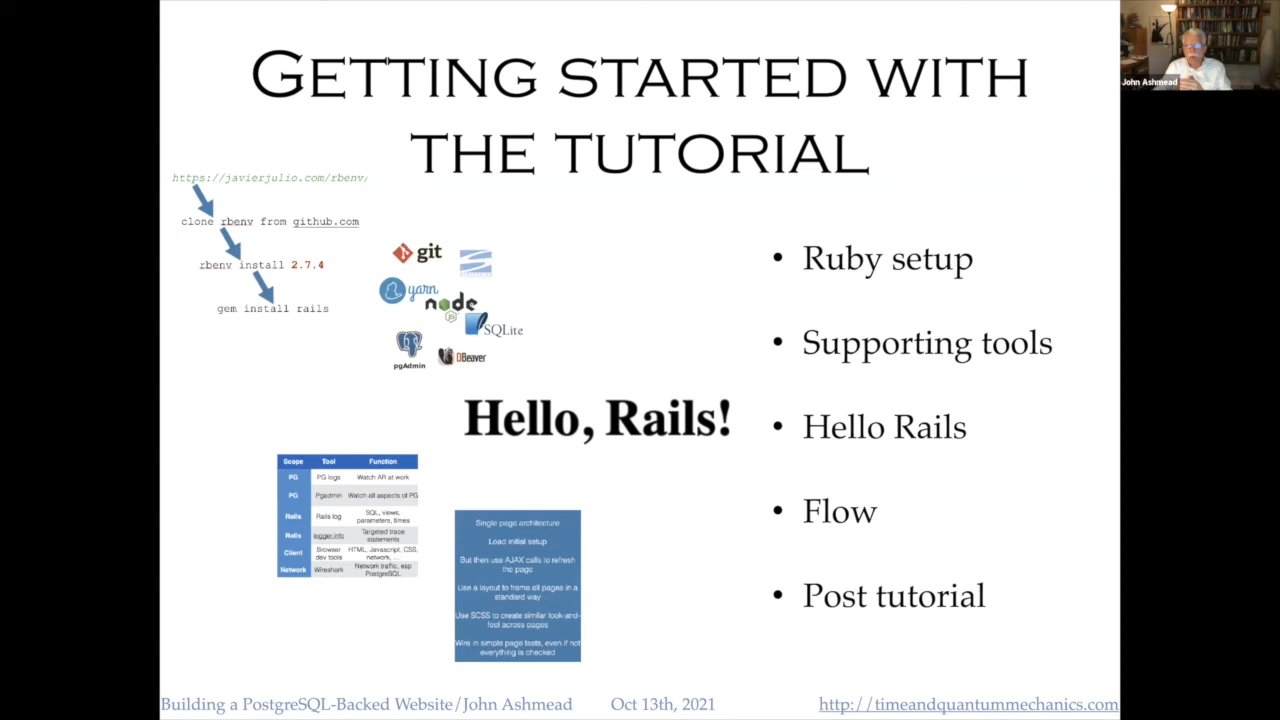 GETTING STARTED WITH
THE TUTORIAL
https://javierjulio.com/rbenv/
clone rbenv from github.com
rbenv install 2.7.4
gem install rails
git
yarn
node
SQLite
pgAdmin
DBeaver
Hello, Rails!
Scope Tool Function
PG PG logs Watch AR at work
PG Pgadmin Watch all aspects of PG
Rails Rails log SQL, views,
parameters, times
Rails logger.info Targeted trace
statements
Client Browser
dev tools HTML, Javascript, CSS,
network, ...
Network Wireshark Network traffic, esp
PostgreSQL
Single page architecture
Load initial setup
But then use AJAX calls to refresh
the page
Use a layout to frame all pages in a
standard way
Use SCSS to create similar look-and-
feel across pages
Wire in simple page tests, even if not
everything is checked
• Ruby setup
• Supporting tools
• Hello Rails
• Flow
• Post tutorial
Building a PostgreSQL-Backed Website/John Ashmead
Oct 13th, 2021
http://timeandquantummechanics.com
John Ashmead